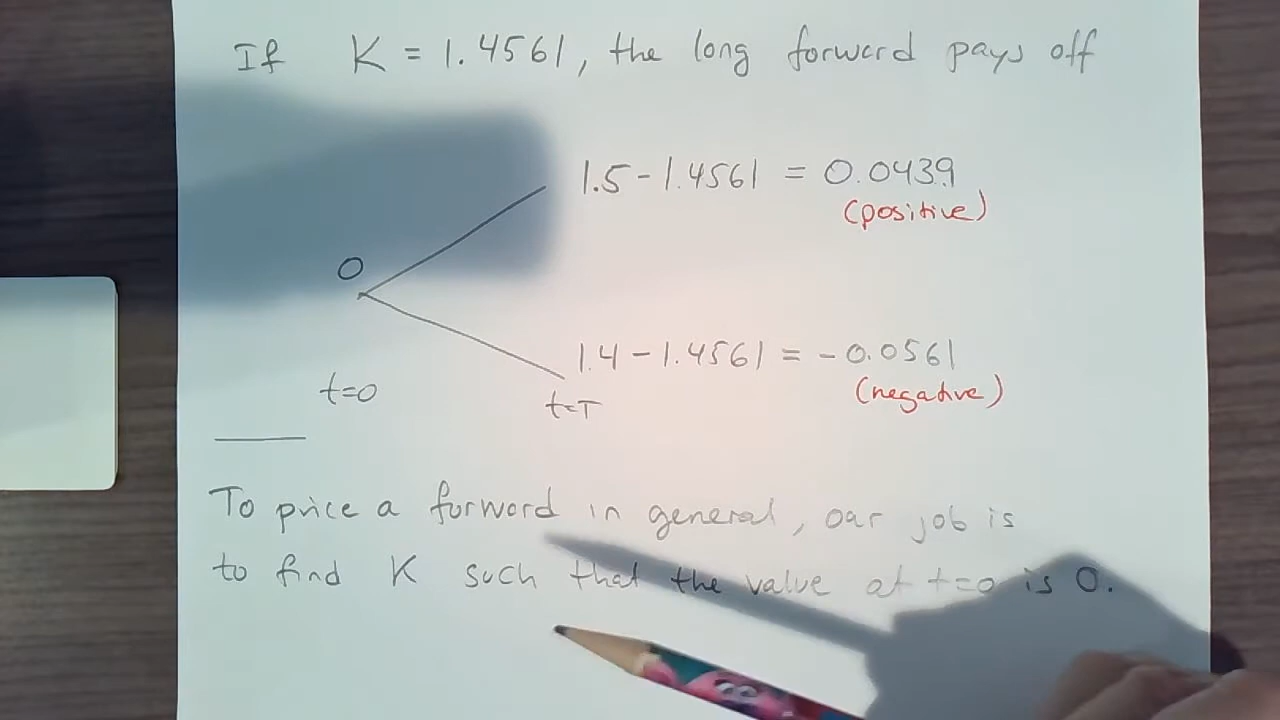 If K = 1.4561, the long forward pays off
1.5 - 1.4561 = 0.0439
(positive)
0
1.4 - 1.4561 = - 0.0561
(negative)
t=0
t=T
To price a forword in general, our job is
to find K such that the value at t=0 is 0.